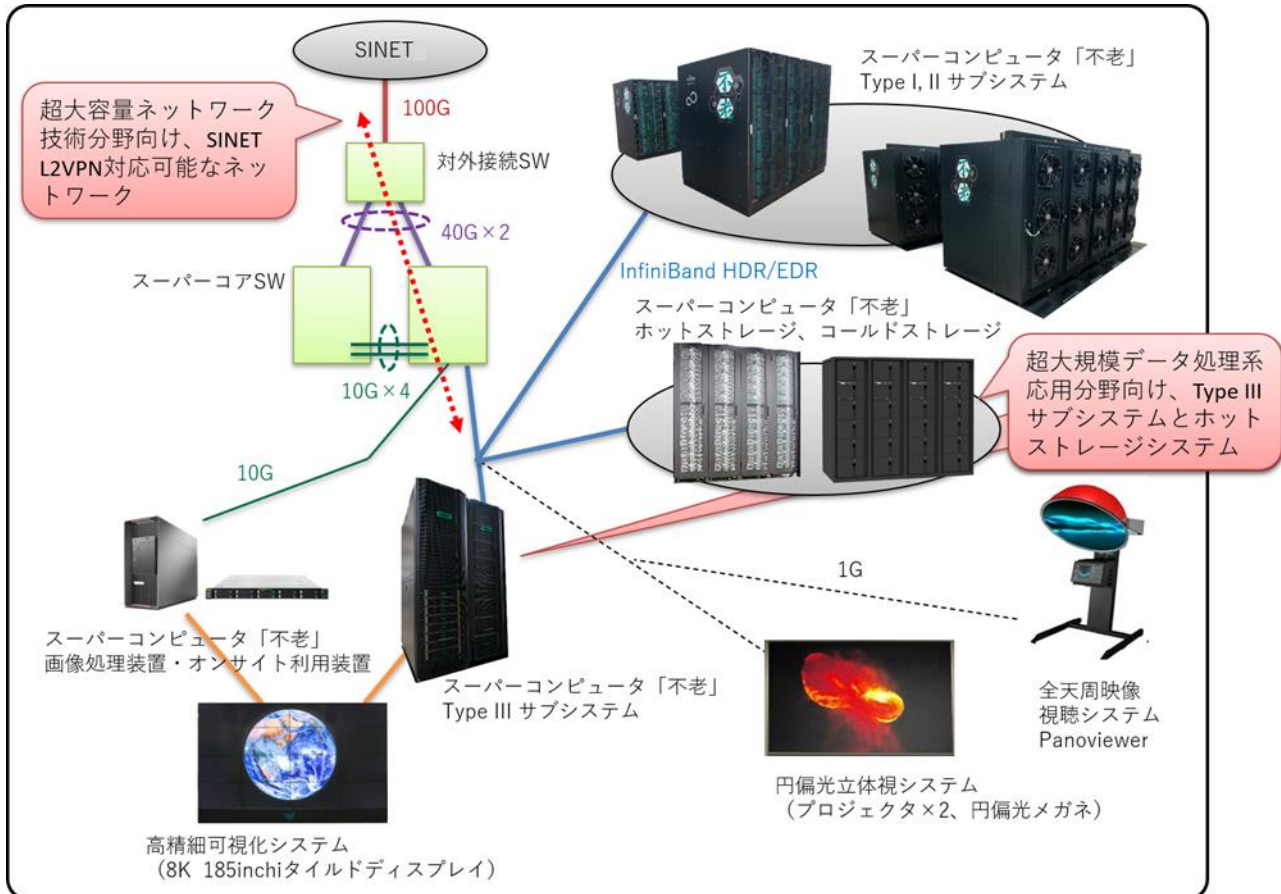 SINET
超大容量ネットワーク
技術分野向け、SINET
L2VPN対応可能なネッ
トワーク
100G
対外接続SW
40G×2
スーパーコアSW
10G×4
10G
スーパーコンピュータ「不老」
Type I, II サブシステム
不老
不老
不老
InfiniBand HDR/EDR
スーパーコンピュータ「不老」
ホットストレージ、コールドストレージ
超大規模データ処理系
応用分野向け、Type III
サブシステムとホット
ストレージシステム
1G
スーパーコンピュータ「不老」
画像処理装置・オンサイト利用装置
スーパーコンピュータ「不老」
Type III サブシステム
高精細可視化システム
（8K 185inchiタイルドディスプレイ）
円偏光立体視システム
（プロジェクタ×2、円偏光メガネ）
全天周映像
視聴システム
Panoviewer